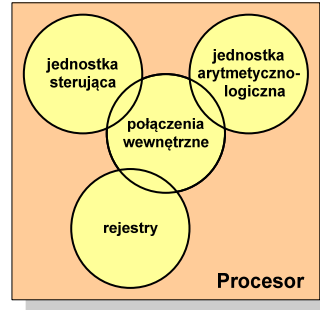 jednostka
sterująca
jednostka
arytmetyczno-
logiczna
połączenia
wewnętrzne
rejestry
Procesor